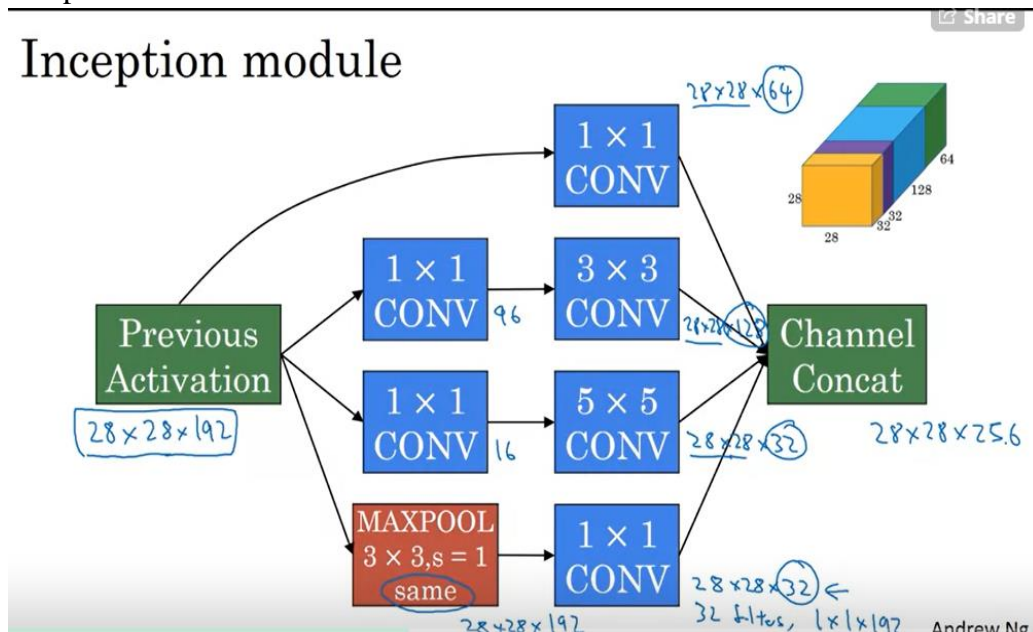 Share
Inception module
28×28×64
1 × 1
CONV
64
128
32
32
28
28
1 × 1
CONV
96
3 × 3
CONV
28×28×128
Previous
Activation
28×28×192
Channel
Concat
28×28×256
1 × 1
CONV
16
5 × 5
CONV
28×28×32
MAXPOOL
3 × 3,s = 1
same
28×28×192
1 × 1
CONV
28×28×32
32 filters, 1×1×192
Andrew Ng